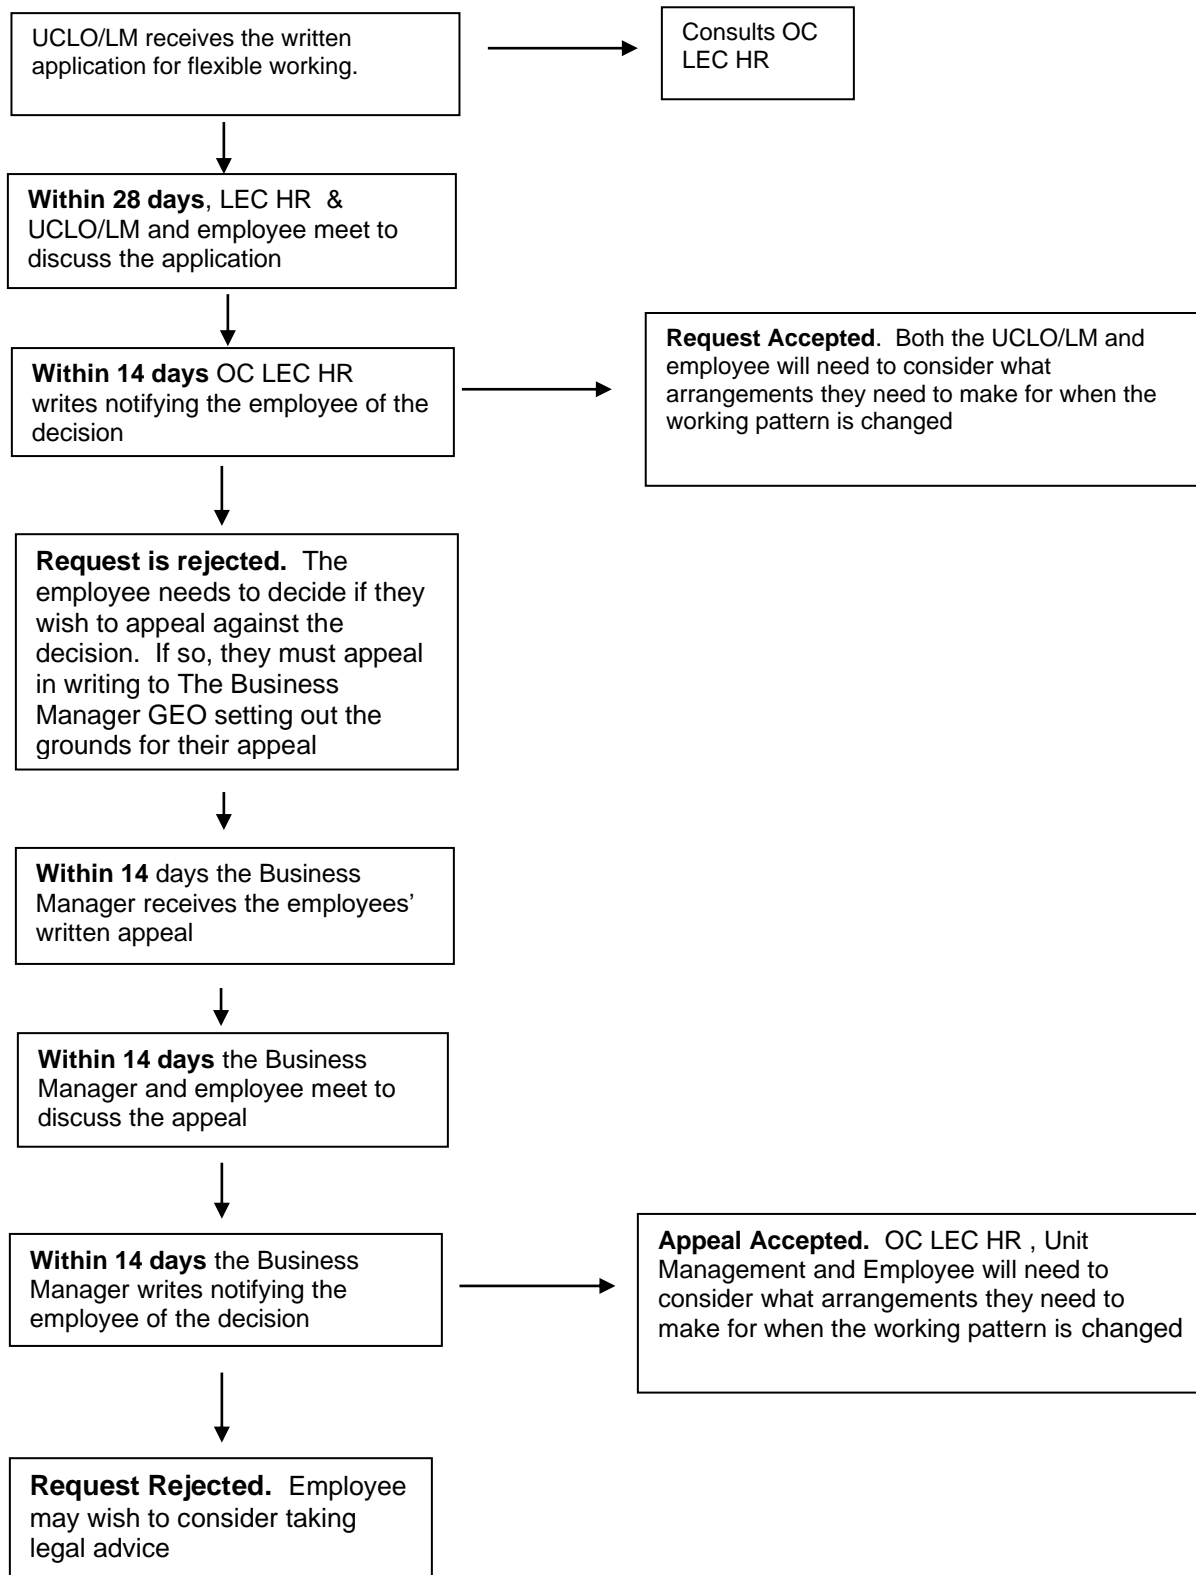 UCLO/LM receives the written
application for flexible working.
Consults OC
LEC HR
Within 28 days, LEC HR & 
UCLO/LM and employee meet to
discuss the application
Within 14 days OC LEC HR
writes notifying the employee of the
decision
Request Accepted. Both the UCLO/LM and
employee will need to consider what
arrangements they need to make for when the
working pattern is changed
Request is rejected. The
employee needs to decide if they
wish to appeal against the
decision. If so, they must appeal
in writing to The Business
Manager GEO setting out the
grounds for their appeal
Within 14 days the Business
Manager receives the employees’
written appeal
Within 14 days the Business
Manager and employee meet to
discuss the appeal
Within 14 days the Business
Manager writes notifying the
employee of the decision
Appeal Accepted. OC LEC HR , Unit
Management and Employee will need to
consider what arrangements they need to
make for when the working pattern is changed
Request Rejected. Employee
may wish to consider taking
legal advice